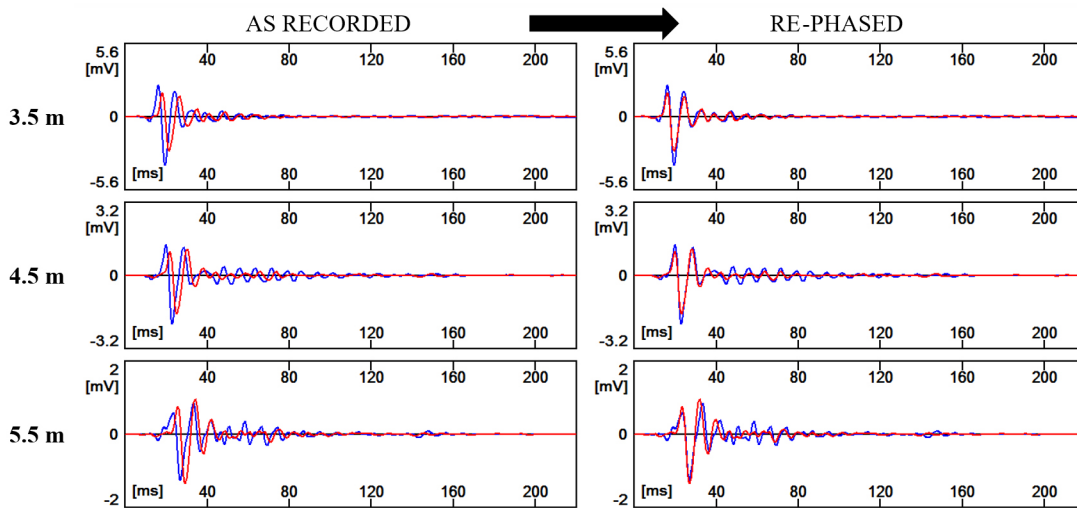 AS RECORDED RE-PHASED
5.6 40 80 120 160 200 5.6 40 80 120 160 200
[mV] [mV]
3.5 m 0 0
-5.6 [ms] 40 80 120 160 200 -5.6 [ms] 40 80 120 160 200
3.2 40 80 120 160 200 3.2 40 80 120 160 200
[mV] [mV]
4.5 m 0 0
-3.2 [ms] 40 80 120 160 200 -3.2 [ms] 40 80 120 160 200
2 40 80 120 160 200 2 40 80 120 160 200
[mV] [mV]
5.5 m 0 0
-2 [ms] 40 80 120 160 200 -2 [ms] 40 80 120 160 200